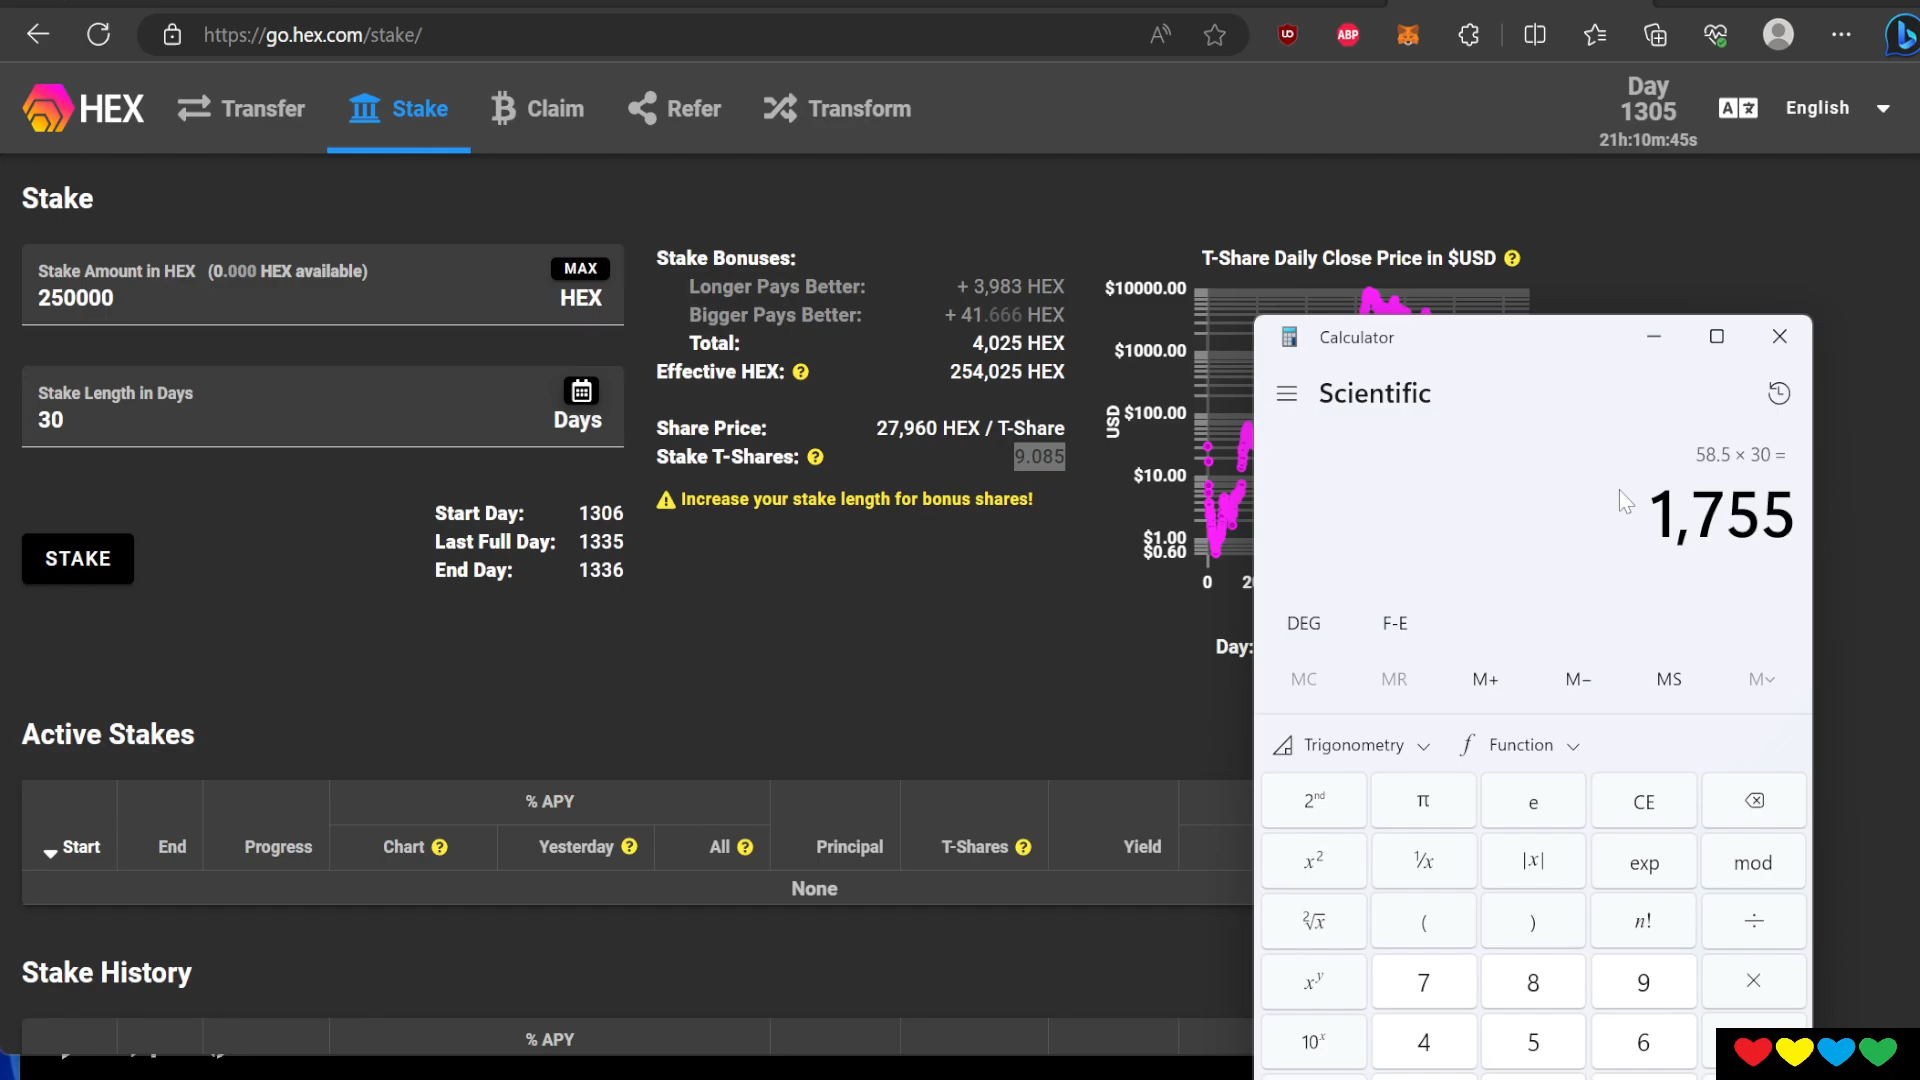 https://go.hex.com/stake/
HEX
Transfer
Stake
Claim
Refer
Transform
Day
1305
21h:10m:45s
English
Stake
Stake Amount in HEX (0.000 HEX available)
MAX
250000
HEX
Stake Length in Days
30
Days
Start Day: 1306
Last Full Day: 1335
End Day: 1336
STAKE
Stake Bonuses:
Longer Pays Better: + 3,983 HEX
Bigger Pays Better: + 41.666 HEX
Total: 4,025 HEX
Effective HEX: ? 254,025 HEX
Share Price: 27,960 HEX / T-Share
Stake T-Shares: ? 9.085
Increase your stake length for bonus shares!
T-Share Daily Close Price in $USD ?
$10000.00
$1000.00
$100.00
$10.00
$1.00
$0.60
USD
0
Day:
Calculator
Scientific
58.5 × 30 =
1,755
DEG F-E
MC MR M+ M− MS M
Trigonometry
f Function
2nd π e CE
x² 1/x |x| exp mod
²√x ( ) n! ÷
xʸ 7 8 9 ×
10ˣ 4 5 6
Active Stakes
% APY
Start End Progress Chart ? Yesterday ? All ? Principal T-Shares ? Yield
None
Stake History
% APY
ABP